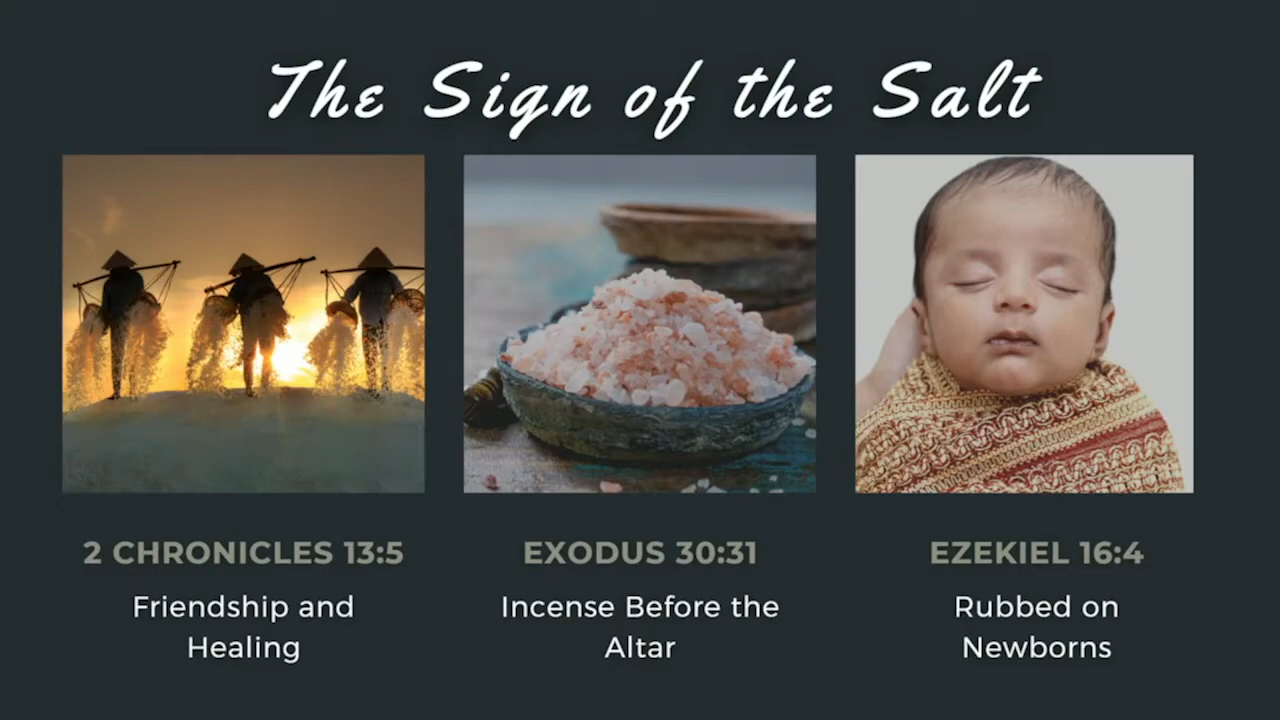 The Sign of the Salt
2 CHRONICLES 13:5
Friendship and
Healing
EXODUS 30:31
Incense Before the
Altar
EZEKIEL 16:4
Rubbed on
Newborns